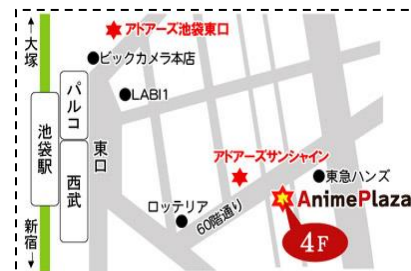 ↑大塚
アドアーズ池袋東口
ビックカメラ本店
パルコ
LABI1
池袋駅
東口
西武
アドアーズサンシャイン
東急ハンズ
AnimePlaza
ロッテリア
60階通り
4F
新宿↓